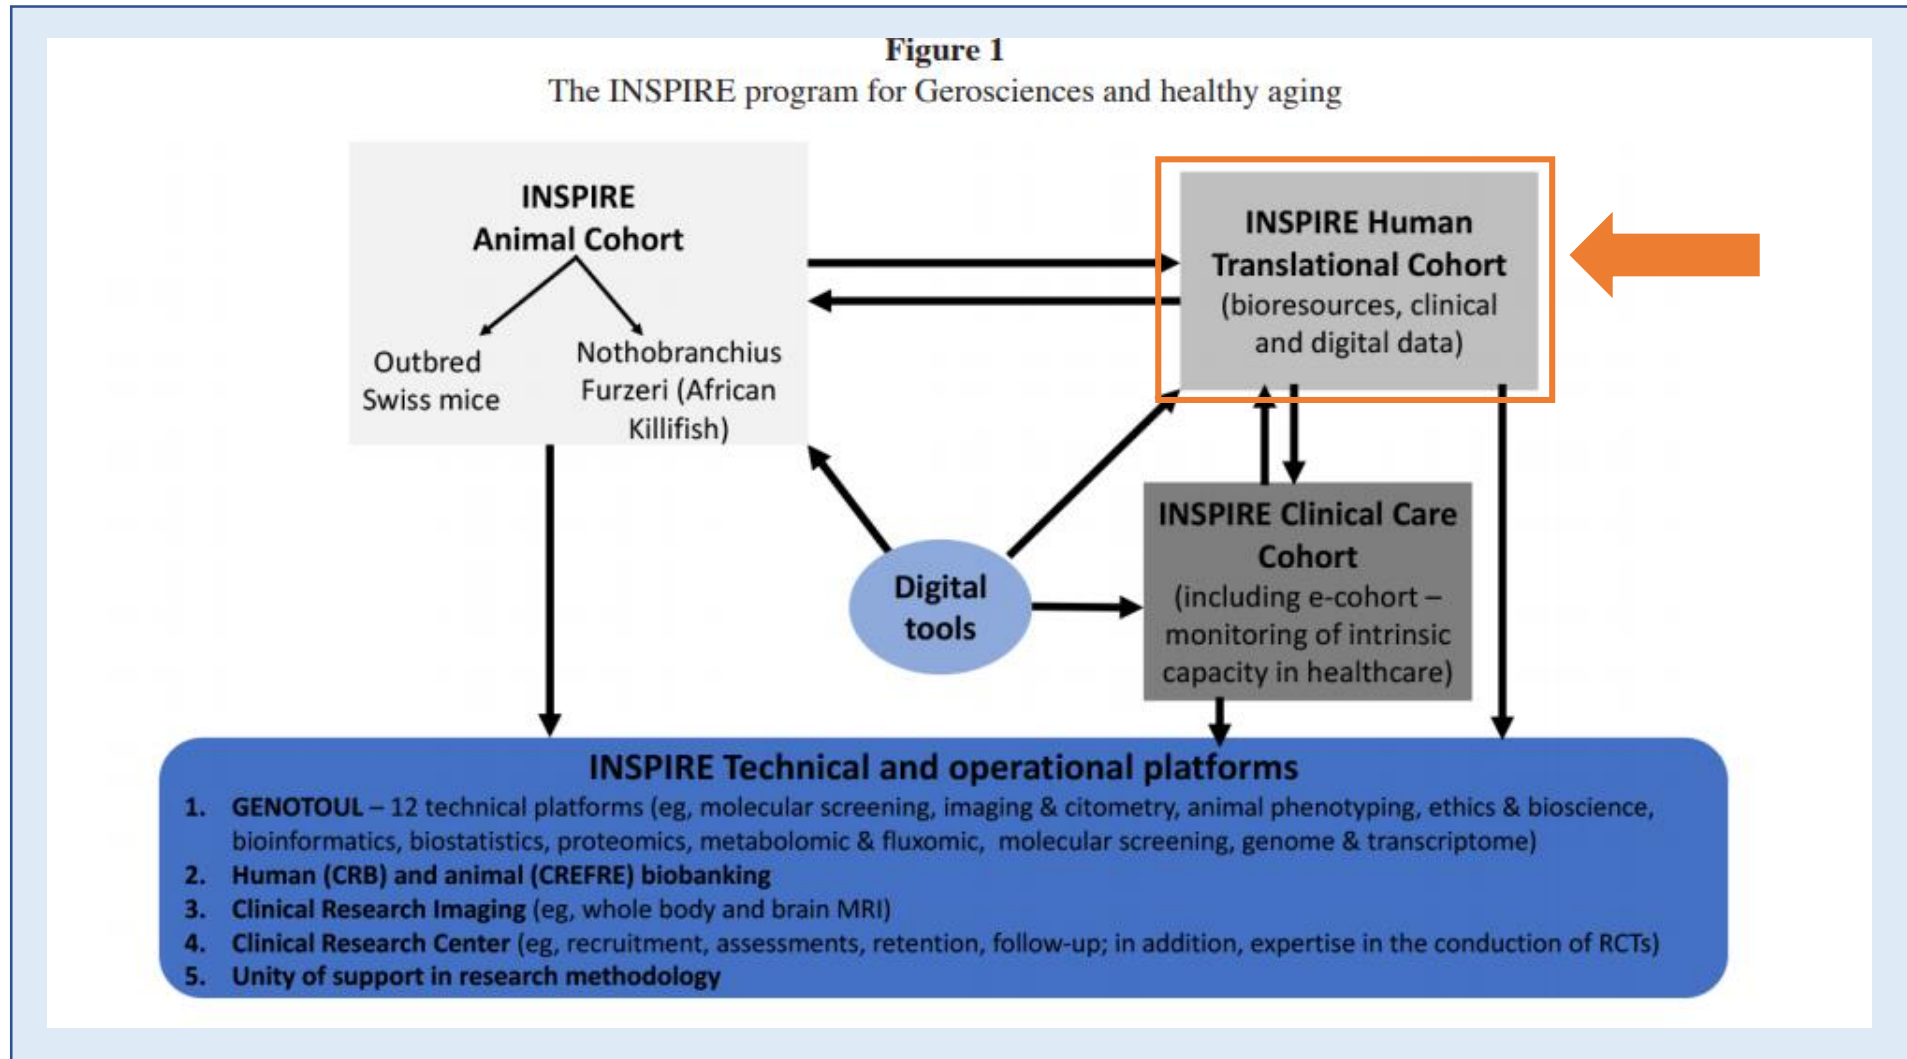 Figure 1
The INSPIRE program for Gerosciences and healthy aging
INSPIRE
Animal Cohort
Outbred
Swiss mice
Nothobranchius
Furzeri (African
Killifish)
INSPIRE Human
Translational Cohort
(bioresources, clinical
and digital data)
Digital
tools
INSPIRE Clinical Care
Cohort
(including e-cohort –
monitoring of intrinsic
capacity in healthcare)
INSPIRE Technical and operational platforms
1. GENOTOUL – 12 technical platforms (eg, molecular screening, imaging & citometry, animal phenotyping, ethics & bioscience,
bioinformatics, biostatistics, proteomics, metabolomic & fluxomic, molecular screening, genome & transcriptome)
2. Human (CRB) and animal (CREFRE) biobanking
3. Clinical Research Imaging (eg, whole body and brain MRI)
4. Clinical Research Center (eg, recruitment, assessments, retention, follow-up; in addition, expertise in the conduction of RCTs)
5. Unity of support in research methodology